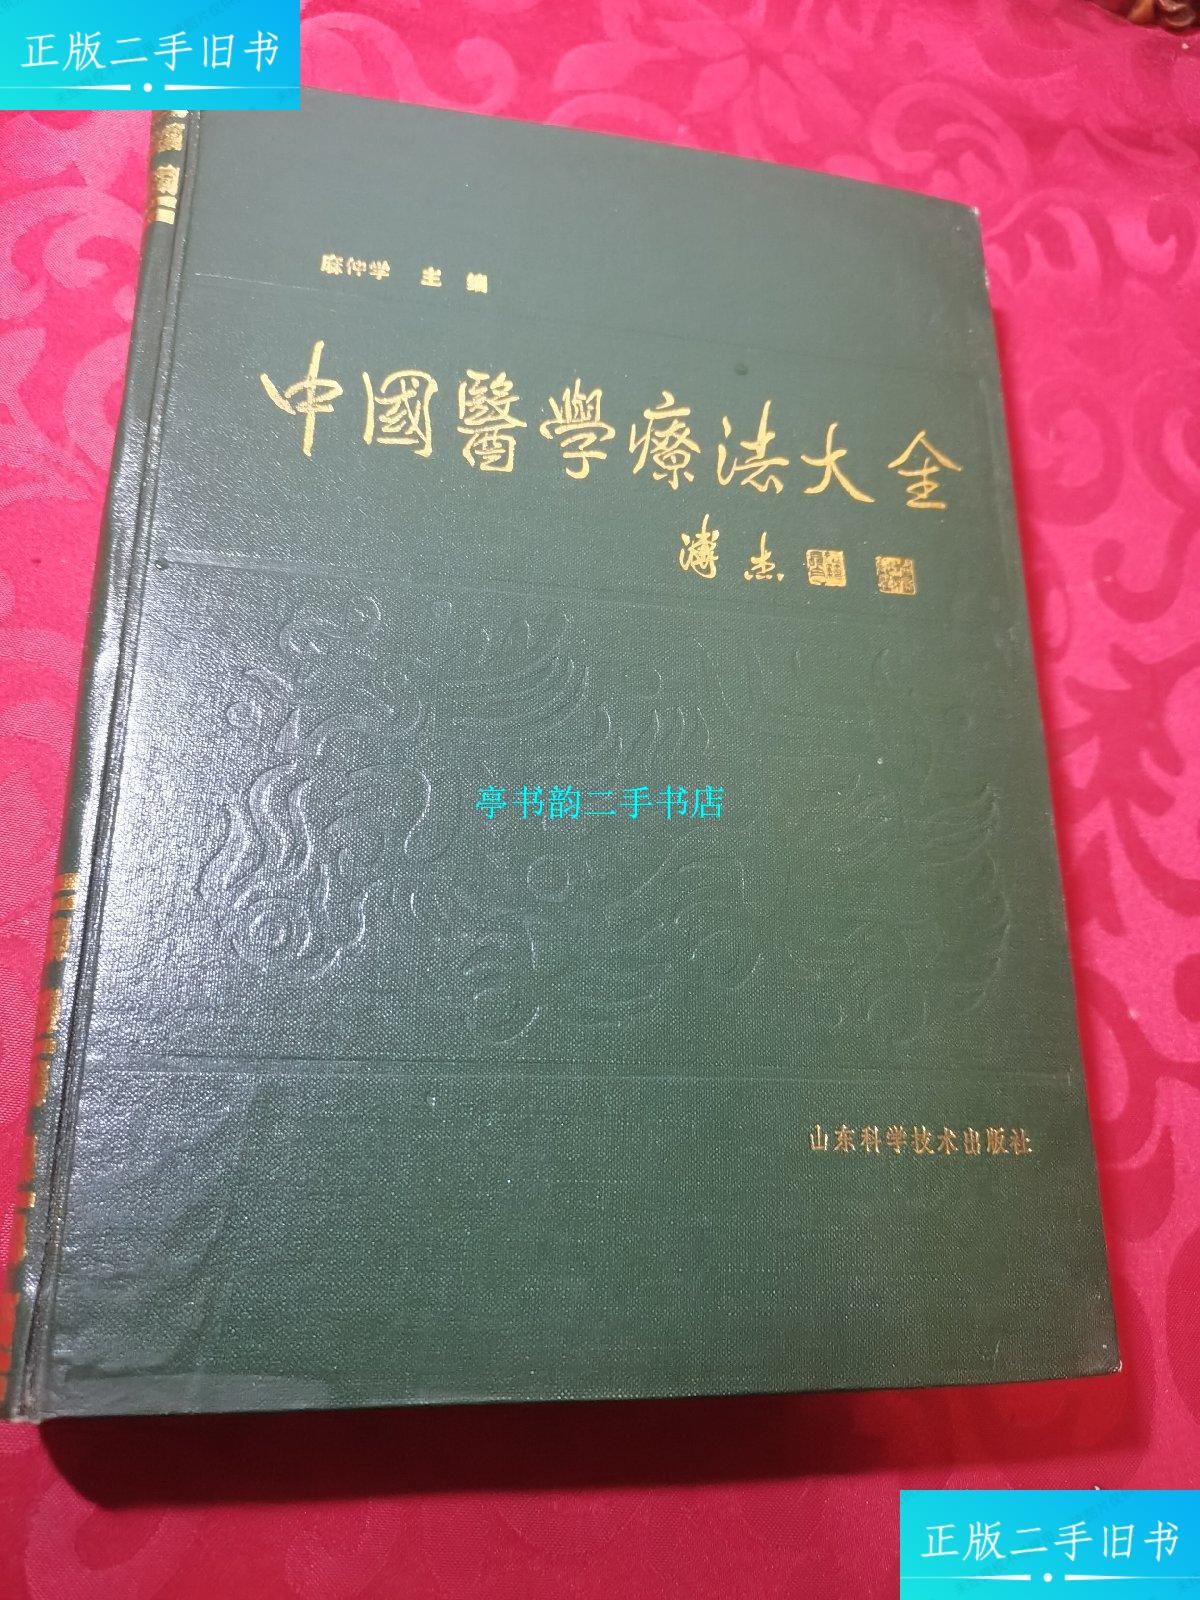 正版二手旧书
麻仲学 主编
中國醫學療法大全
溥杰
亭书韵二手书店
山东科学技术出版社
正版二手旧书